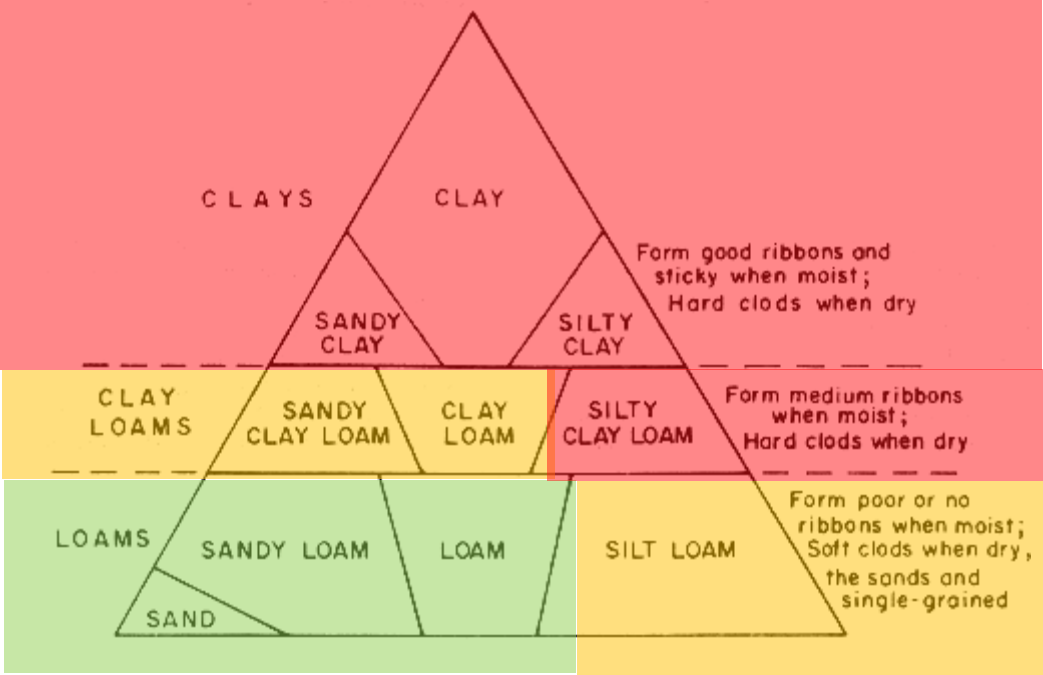 CLAYS
CLAY
Form good ribbons and
sticky when moist;
Hard clods when dry
SANDY
CLAY
SILTY
CLAY
CLAY
LOAMS
SANDY
CLAY LOAM
CLAY
LOAM
SILTY
CLAY LOAM
Form medium ribbons
when moist;
Hard clods when dry
LOAMS
SANDY LOAM
LOAM
SILT LOAM
Form poor or no
ribbons when moist;
Soft clods when dry,
the sands and
single-grained
SAND